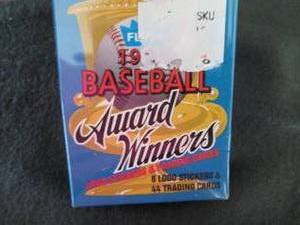 SKU
FL
19
BASEBALL
Award
Winners
6 LOGO STICKERS &
44 TRADING CARDS